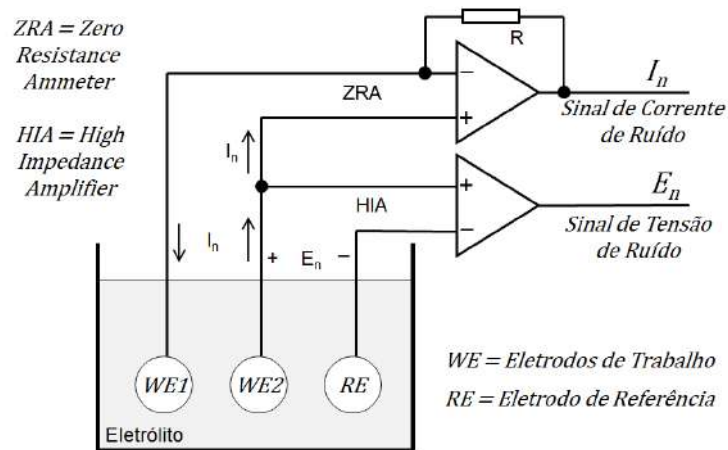 ZRA = Zero
Resistance
Ammeter
HIA = High
Impedance
Amplifier
R
ZRA
−
+
I_n
Sinal de Corrente
de Ruído
I_n
HIA
+
−
E_n
Sinal de Tensão
de Ruído
I_n
+ E_n −
WE1
WE2
RE
Eletrólito
WE = Eletrodos de Trabalho
RE = Eletrodo de Referência